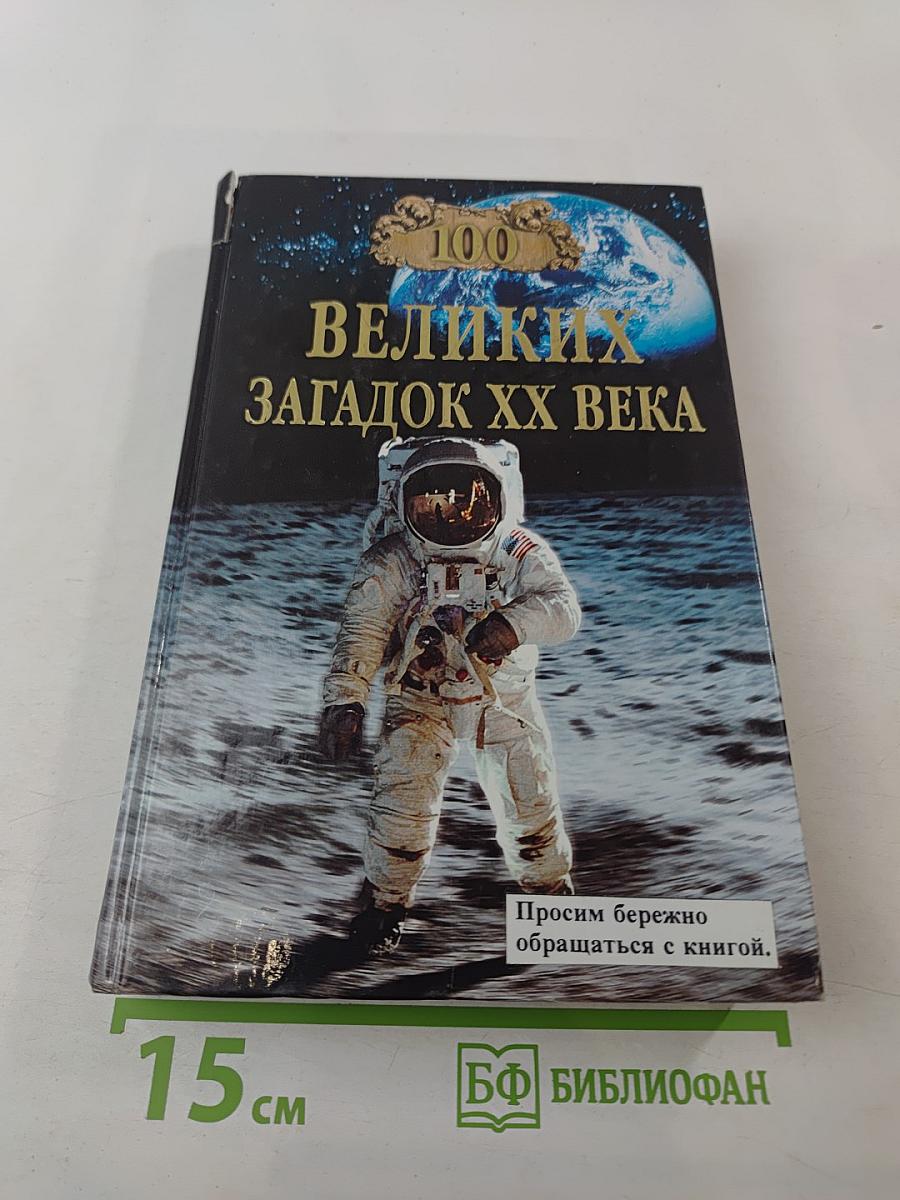 100
ВЕЛИКИХ
ЗАГАДОК XX ВЕКА
Просим бережно
обращаться с книгой.
15 см
БФ БИБЛИОФАН